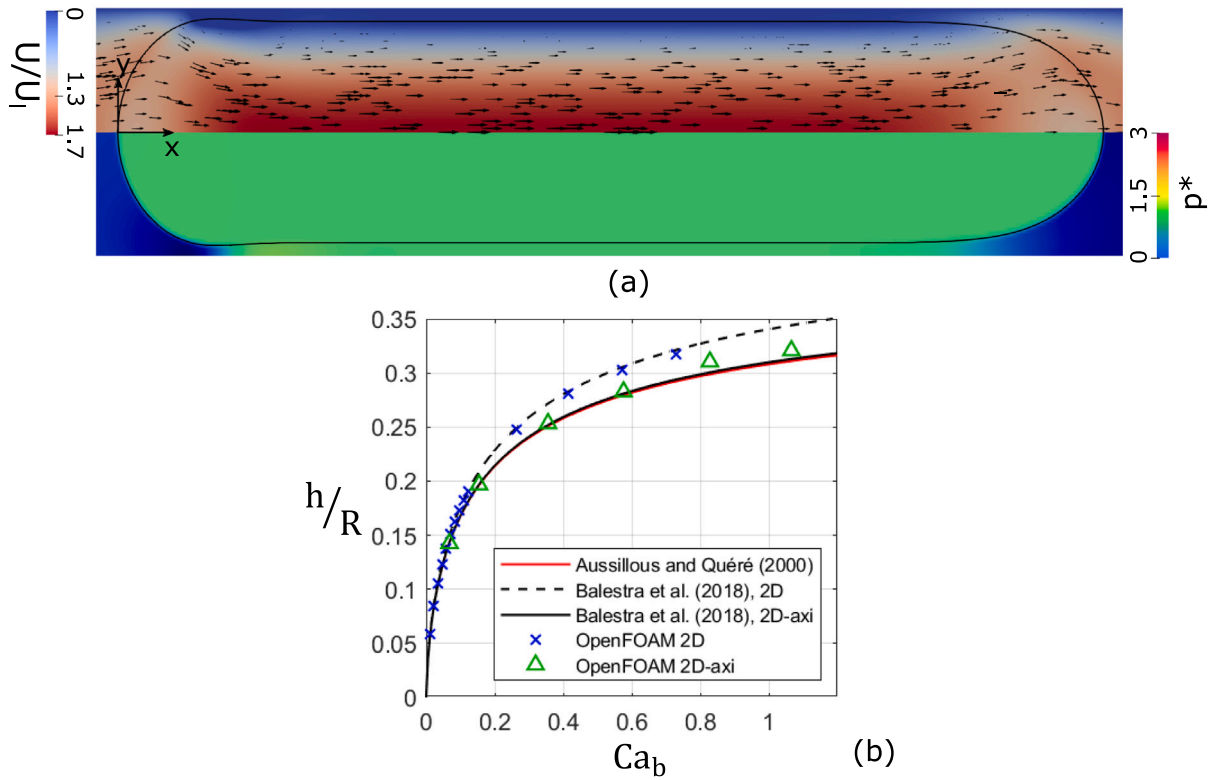 0
1.3
1.7
U/U_l
y
x
3
1.5
0
p*
(a)
0.35
0.3
0.25
0.2
0.15
0.1
0.05
0
h/R
Aussillous and Quéré (2000)
Balestra et al. (2018), 2D
Balestra et al. (2018), 2D-axi
OpenFOAM 2D
OpenFOAM 2D-axi
0 0.2 0.4 0.6 0.8 1
Ca_b
(b)